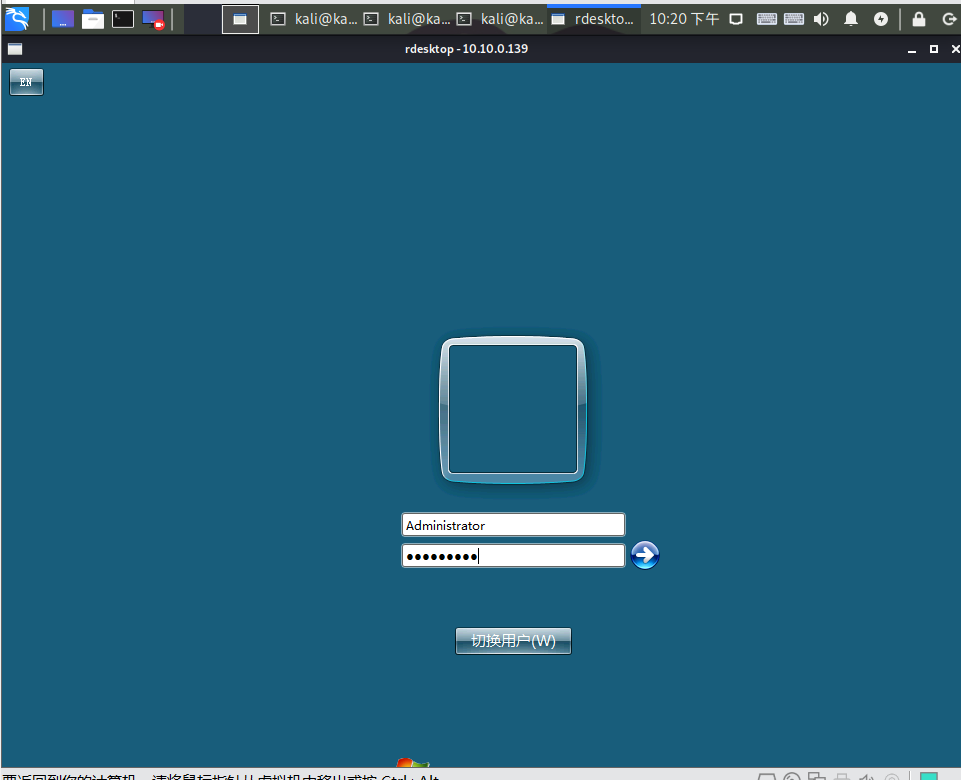 kali@ka... kali@ka... kali@ka... rdeskto... 10:20 下午
rdesktop - 10.10.0.139
EN
Administrator
切换用户(W)
要返回到你的计算机，请将鼠标指针从虚拟机中移出或按 Ctrl+Alt